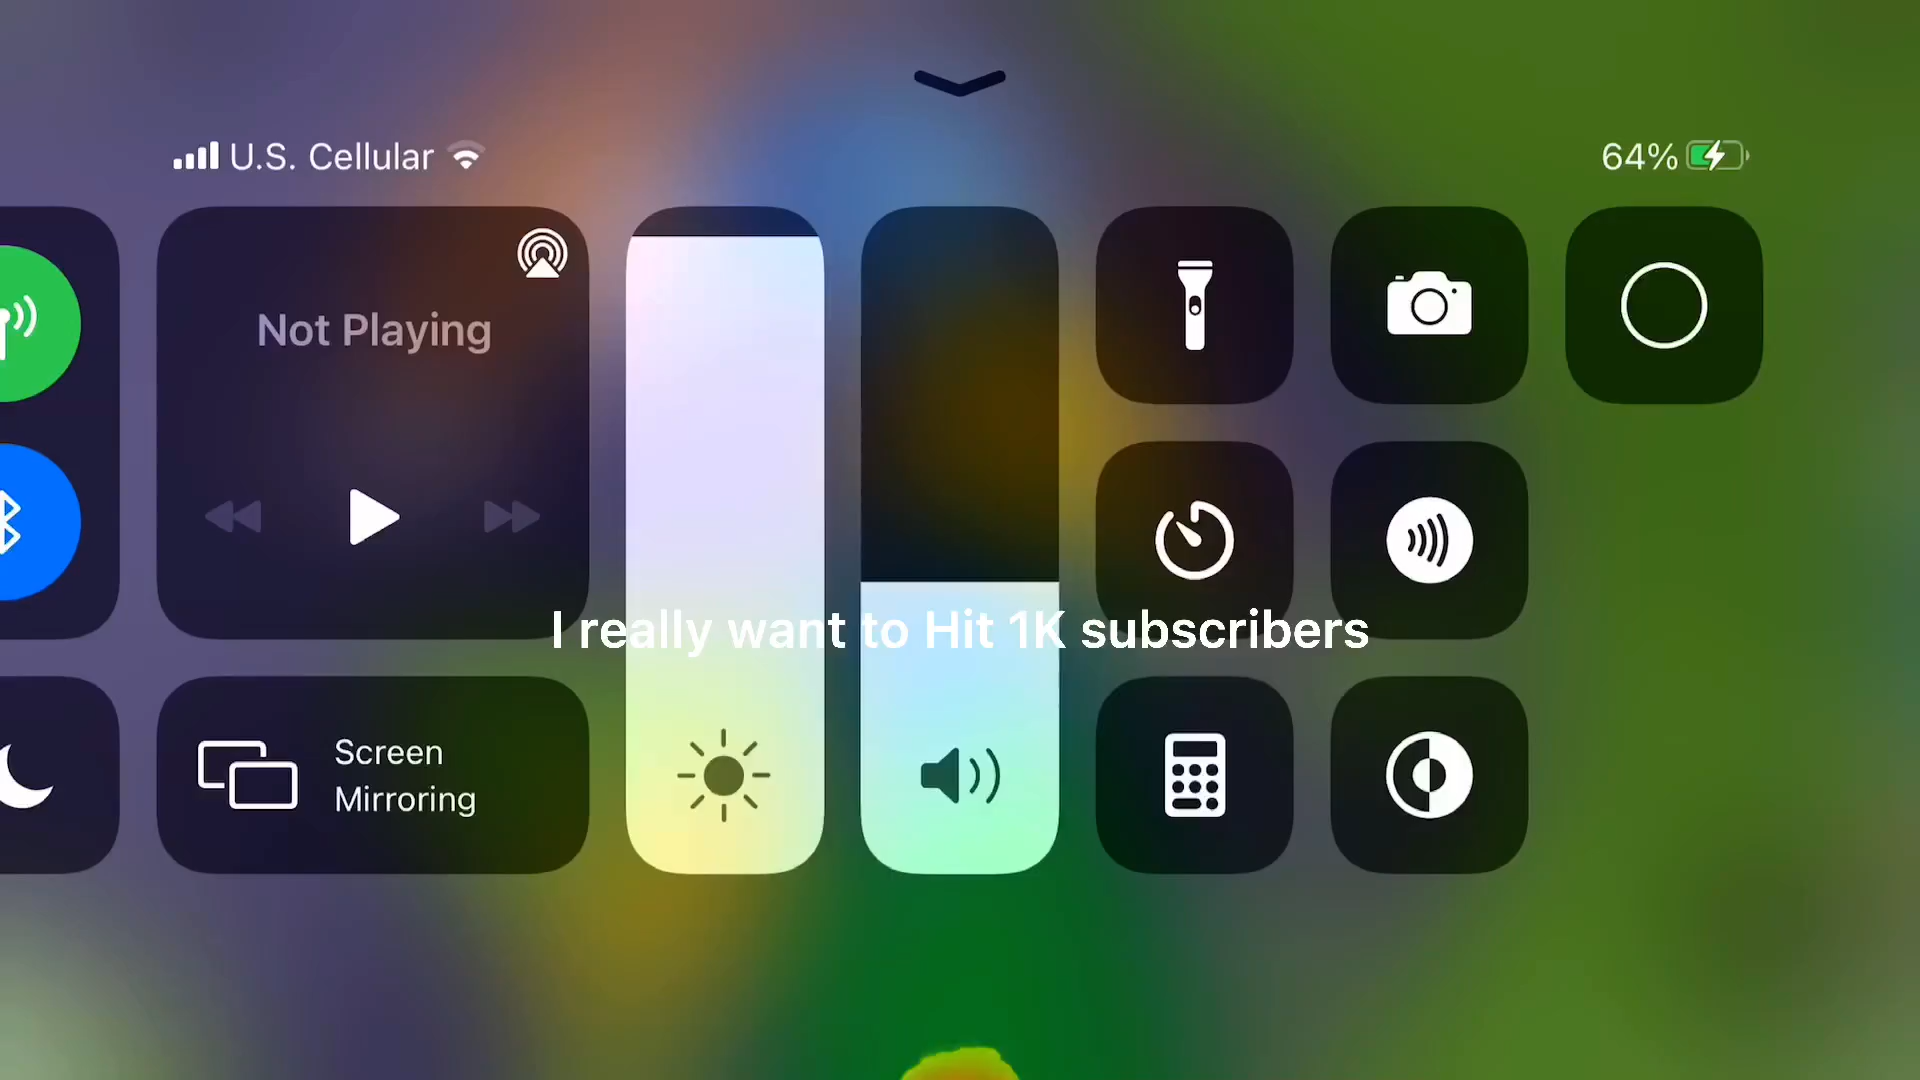 U.S. Cellular
64%
Not Playing
I really want to Hit 1K subscribers
Screen
Mirroring